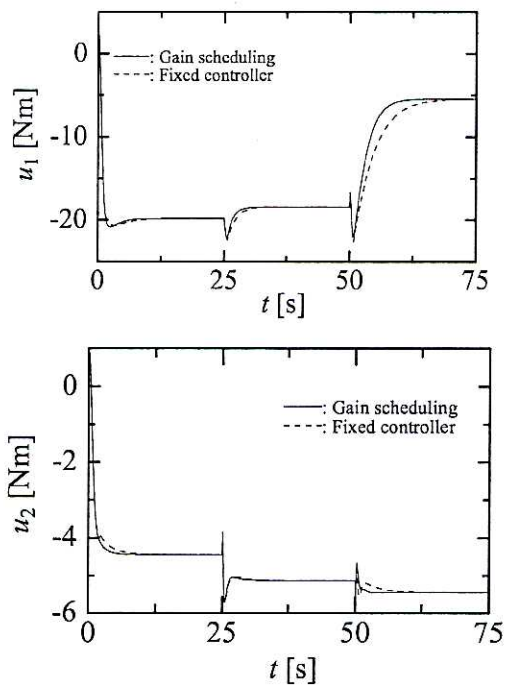 0
-10
-20
u1 [Nm]
: Gain scheduling
: Fixed controller
0 25 50 75
t [s]
0
-2
-4
-6
u2 [Nm]
: Gain scheduling
: Fixed controller
0 25 50 75
t [s]